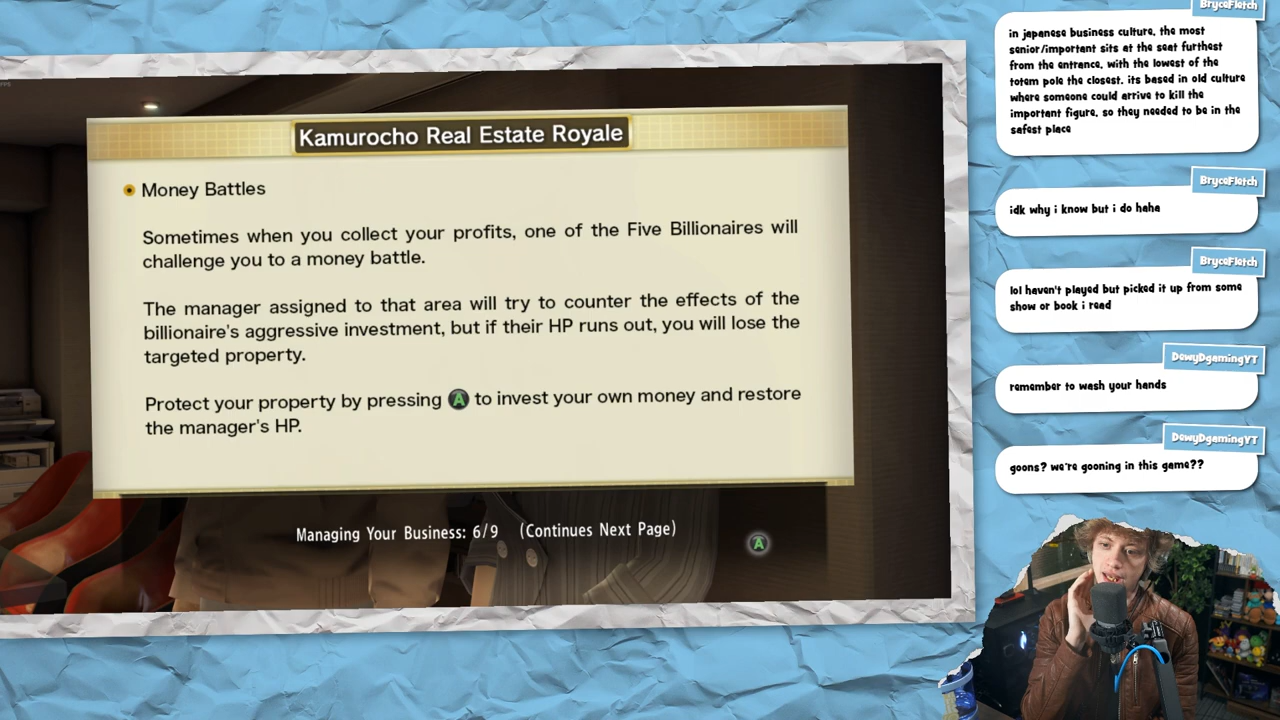 Kamurocho Real Estate Royale
Money Battles
Sometimes when you collect your profits, one of the Five Billionaires will
challenge you to a money battle.
The manager assigned to that area will try to counter the effects of the
billionaire's aggressive investment, but if their HP runs out, you will lose the
targeted property.
Protect your property by pressing A to invest your own money and restore
the manager's HP.
Managing Your Business: 6/9 (Continues Next Page)
A
BryceFletch
in japanese business culture, the most
senior/important sits at the seat furthest
from the entrance, with the lowest of the
totem pole the closest. its based in old culture
where someone could arrive to kill the
important figure, so they needed to be in the
safest place
BryceFletch
idk why i know but i do haha
BryceFletch
lol haven't played but picked it up from some
show or book i read
DewyDgamingYT
remember to wash your hands
DewyDgamingYT
goons? we're gooning in this game??